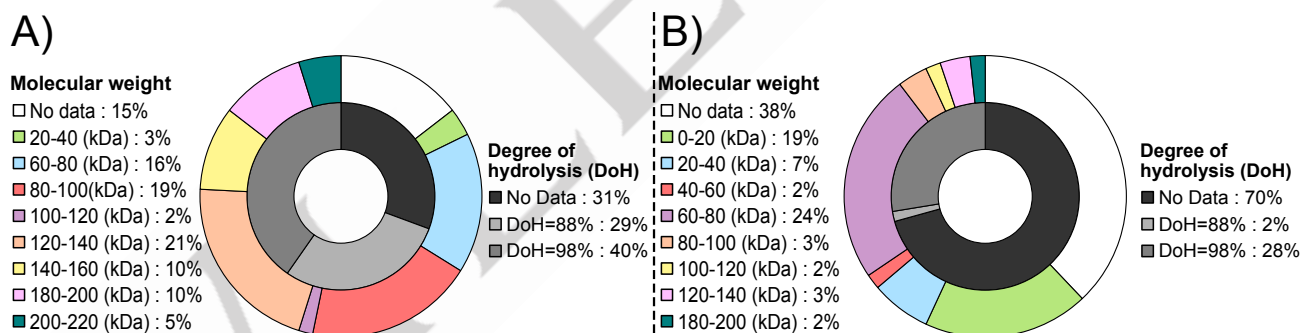 A)
Molecular weight
No data : 15%
20-40 (kDa) : 3%
60-80 (kDa) : 16%
80-100(kDa) : 19%
100-120 (kDa) : 2%
120-140 (kDa) : 21%
140-160 (kDa) : 10%
180-200 (kDa) : 10%
200-220 (kDa) : 5%
Degree of
hydrolysis (DoH)
No Data : 31%
DoH=88% : 29%
DoH=98% : 40%
B)
Molecular weight
No data : 38%
0-20 (kDa) : 19%
20-40 (kDa) : 7%
40-60 (kDa) : 2%
60-80 (kDa) : 24%
80-100 (kDa) : 3%
100-120 (kDa) : 2%
120-140 (kDa) : 3%
180-200 (kDa) : 2%
Degree of
hydrolysis (DoH)
No Data : 70%
DoH=88% : 2%
DoH=98% : 28%